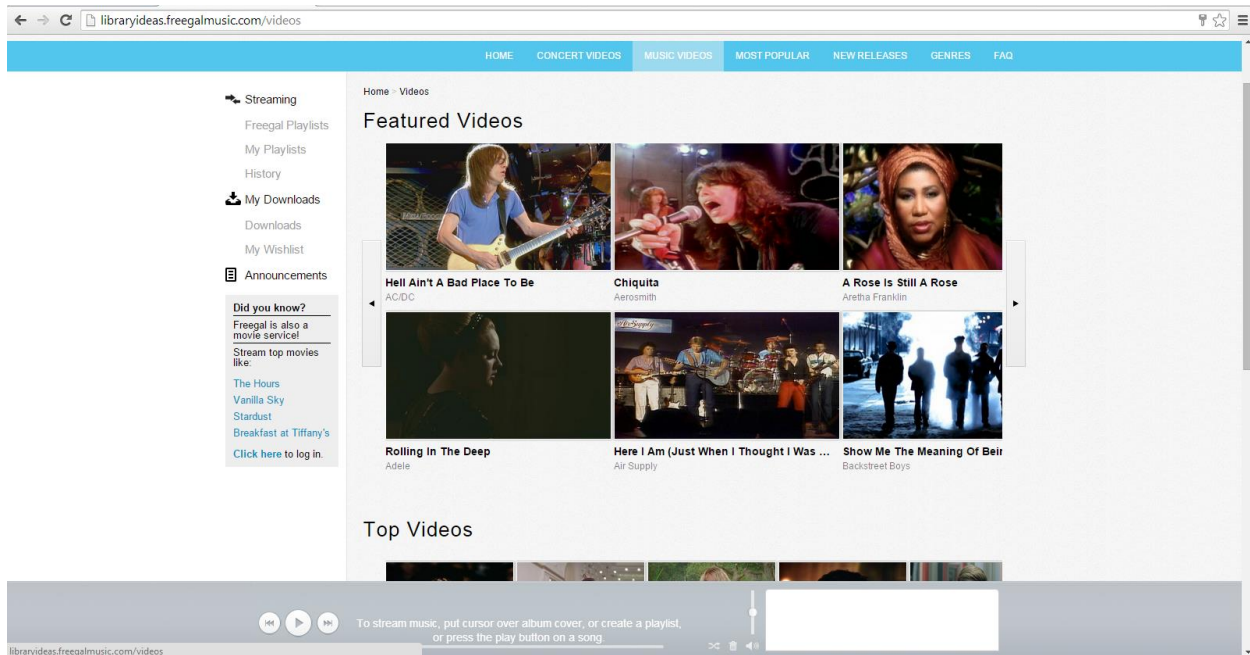 libraryideas.freegalmusic.com/videos
HOME CONCERT VIDEOS MUSIC VIDEOS MOST POPULAR NEW RELEASES GENRES FAQ
Streaming
Freegal Playlists
My Playlists
History
My Downloads
Downloads
My Wishlist
Announcements
Did you know?
Freegal is also a
movie service!
Stream top movies
like:
The Hours
Vanilla Sky
Stardust
Breakfast at Tiffany's
Click here to log in.
Home > Videos
Featured Videos
Hell Ain't A Bad Place To Be
AC/DC
Chiquita
Aerosmith
A Rose Is Still A Rose
Aretha Franklin
Air Supply
Rolling In The Deep
Adele
Here I Am (Just When I Thought I Was ...
Air Supply
Show Me The Meaning Of Bein
Backstreet Boys
Top Videos
To stream music, put cursor over album cover, or create a playlist,
or press the play button on a song.
libraryideas.freegalmusic.com/videos